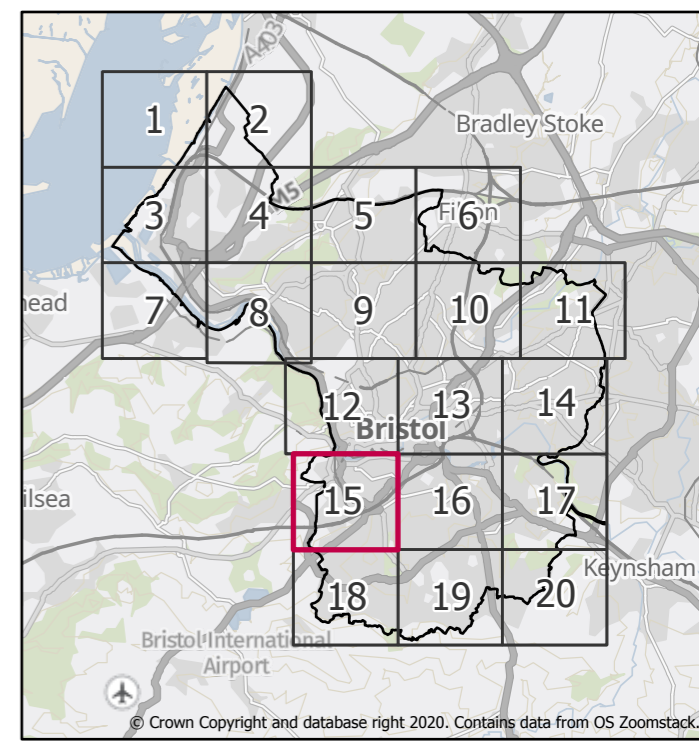 A403
1
2
Bradley Stoke
M5
3
4
5
6
7
8
9
10
11
12
13
14
Bristol
ilsea
15
16
17
Keynsham
18
19
20
Bristol International
Airport
© Crown Copyright and database right 2020. Contains data from OS Zoomstack.